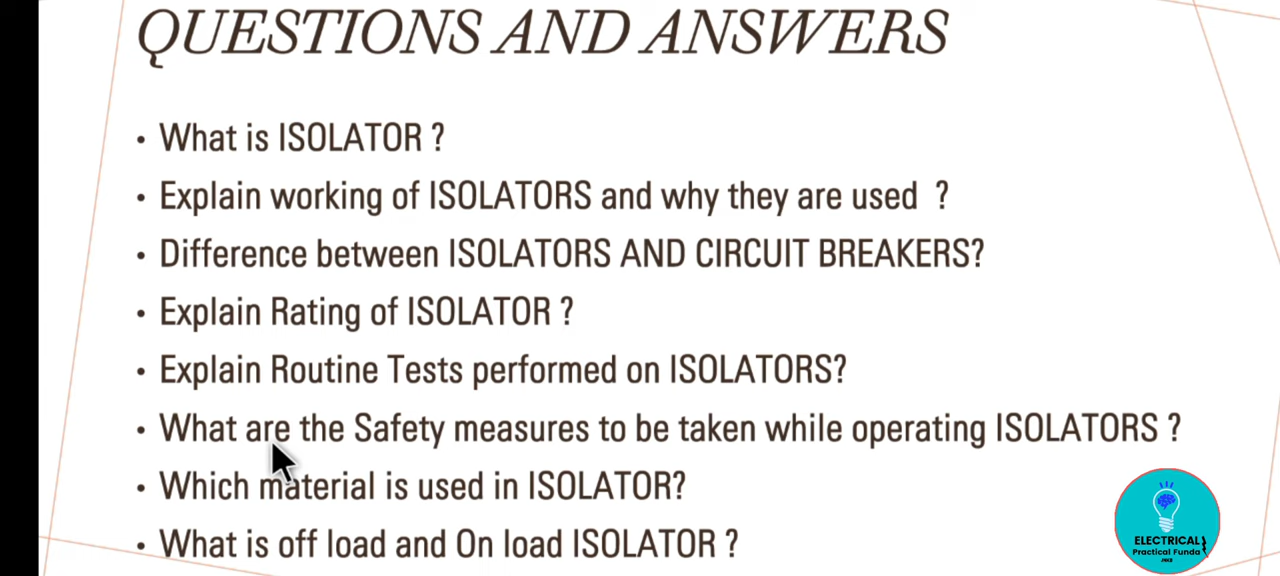 QUESTIONS AND ANSWERS
• What is ISOLATOR ?
• Explain working of ISOLATORS and why they are used ?
• Difference between ISOLATORS AND CIRCUIT BREAKERS?
• Explain Rating of ISOLATOR ?
• Explain Routine Tests performed on ISOLATORS?
• What are the Safety measures to be taken while operating ISOLATORS ?
• Which material is used in ISOLATOR?
• What is off load and On load ISOLATOR ?
ELECTRICAL
Practical Funda